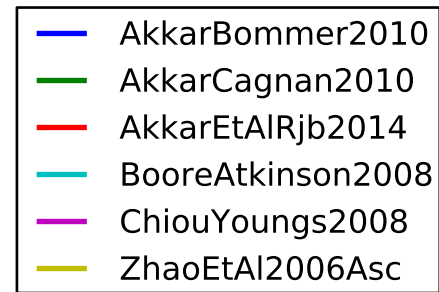 AkkarBommer2010
AkkarCagnan2010
AkkarEtAlRjb2014
BooreAtkinson2008
ChiouYoungs2008
ZhaoEtAl2006Asc